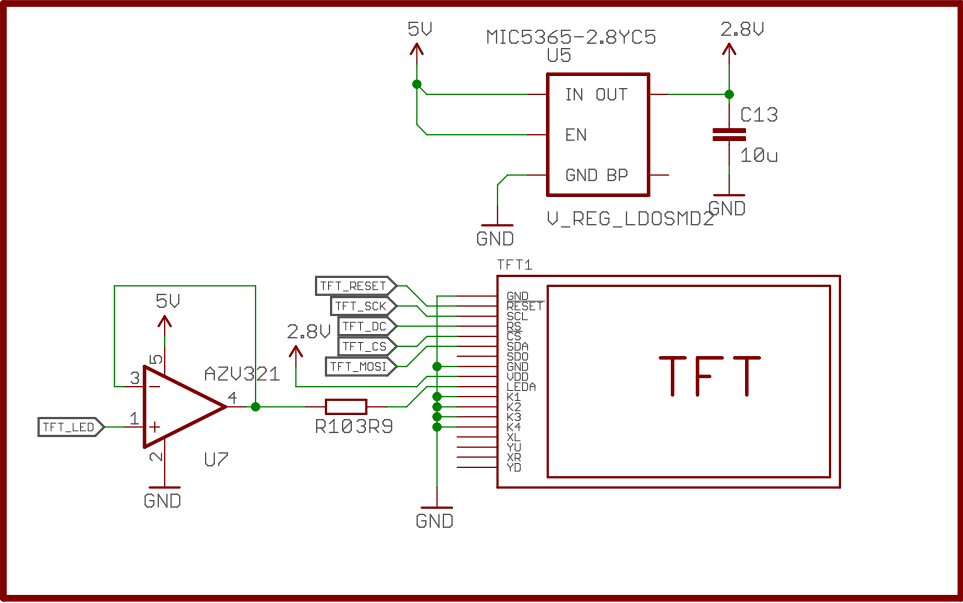 5V
MIC5365-2.8YC5
U5
2.8V
IN OUT
EN
GND BP
C13
10u
GND
V_REG_LDOSMD2
GND
TFT1
TFT_RESET
TFT_SCK
TFT_DC
TFT_CS
TFT_MOSI
GND
RESET
SCL
RS
CS
SDA
SDO
GND
VDD
LEDA
K1
K2
K3
K4
XL
YU
XR
YD
TFT
5V
2.8V
AZV321
5
3
4
1
2
TFT_LED
R103R9
U7
GND
GND